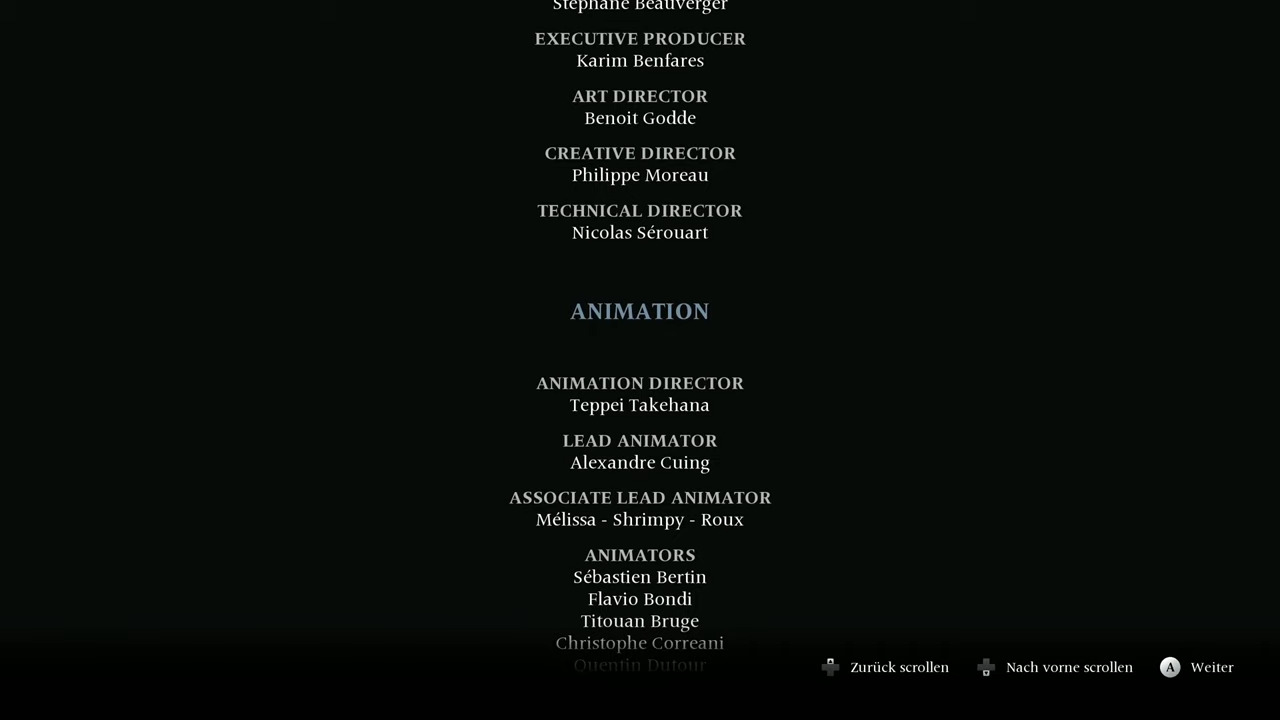 Stéphane Beauverger
EXECUTIVE PRODUCER
Karim Benfares
ART DIRECTOR
Benoit Godde
CREATIVE DIRECTOR
Philippe Moreau
TECHNICAL DIRECTOR
Nicolas Sérouart
ANIMATION
ANIMATION DIRECTOR
Teppei Takehana
LEAD ANIMATOR
Alexandre Cuing
ASSOCIATE LEAD ANIMATOR
Mélissa - Shrimpy - Roux
ANIMATORS
Sébastien Bertin
Flavio Bondi
Titouan Bruge
Christophe Correani
Quentin Dutour
Zurück scrollen
Nach vorne scrollen
A Weiter